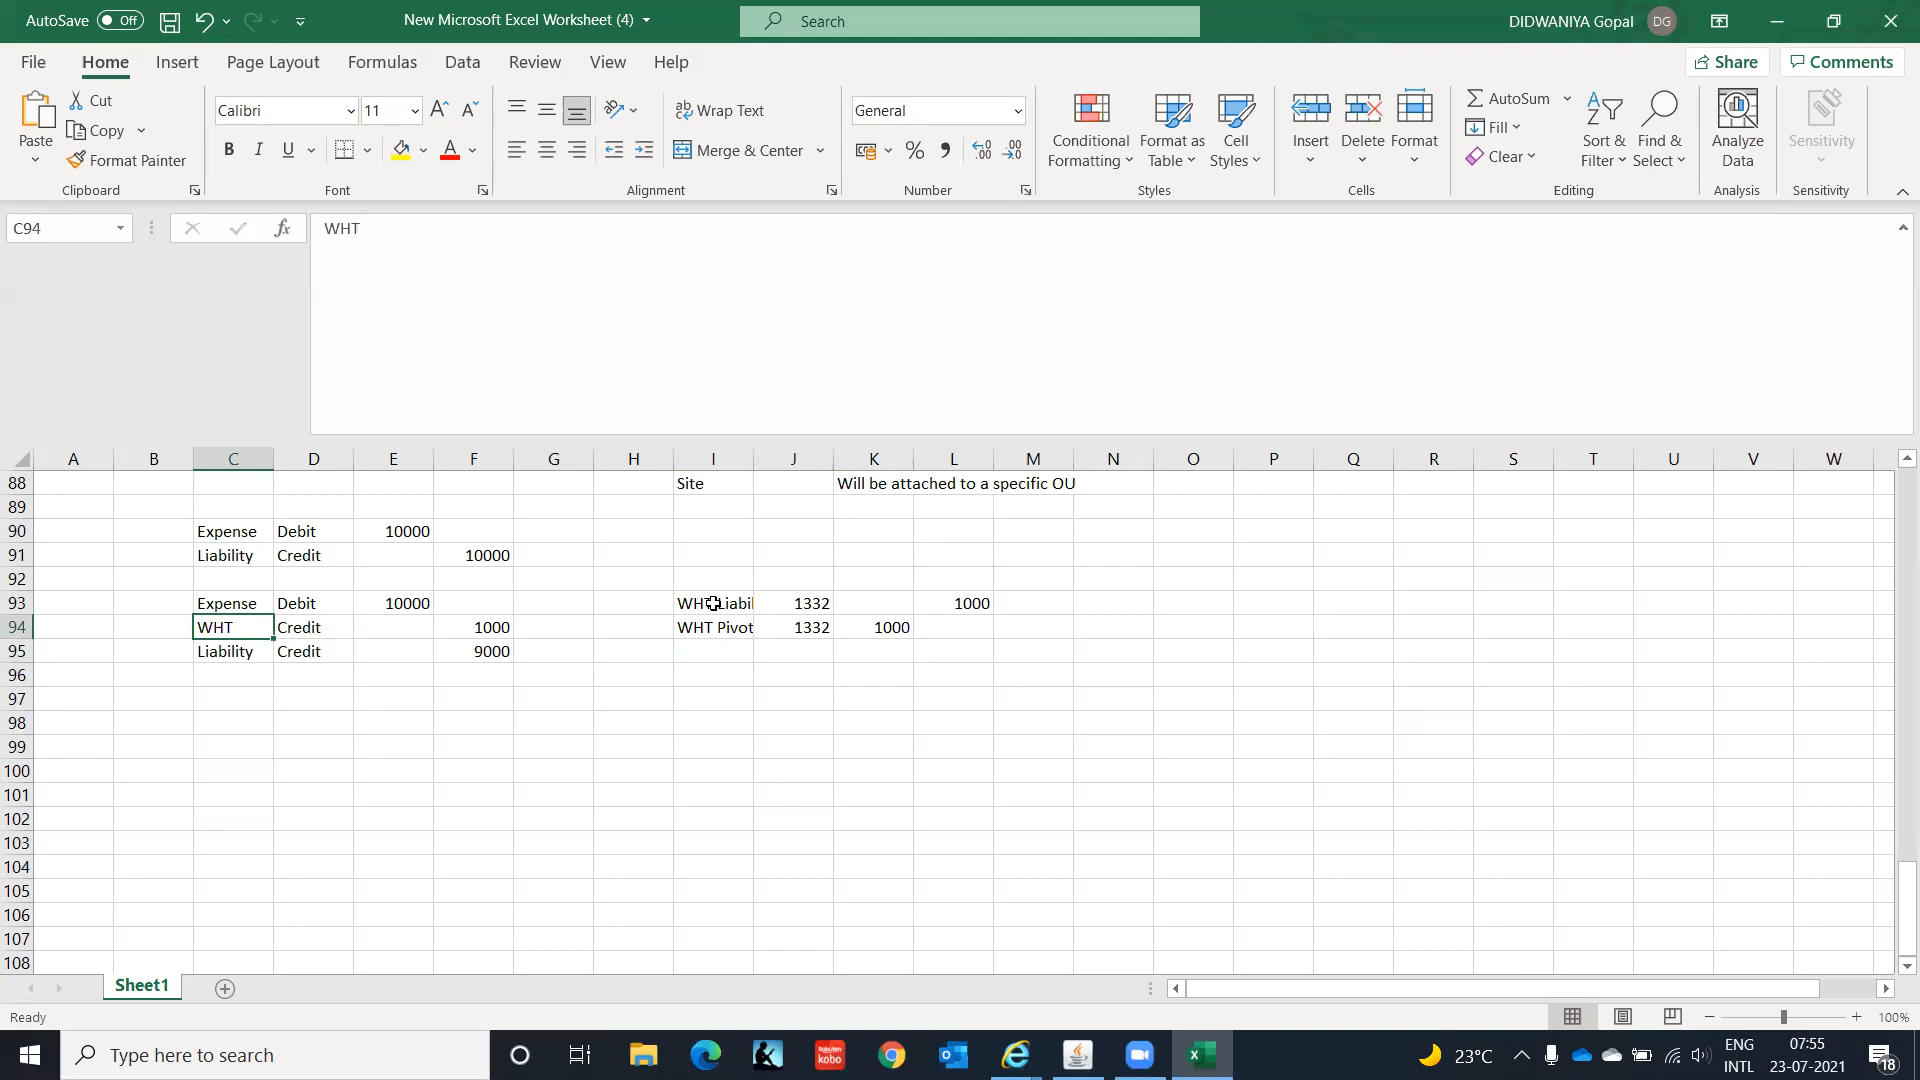 AutoSave Off New Microsoft Excel Worksheet (4) Search DIDWANIYA Gopal DG
File Home Insert Page Layout Formulas Data Review View Help Share Comments
Paste Cut Copy Format Painter Clipboard
Calibri 11 B I U A Font
ab Wrap Text Merge & Center Alignment
General % , Number
Conditional Formatting Format as Table Cell Styles Styles
Insert Delete Format Cells
AutoSum Fill Clear Sort & Filter Find & Select Editing
Analyze Data Analysis
Sensitivity Sensitivity
C94 fx WHT
A B C D E F G H I J K L M N O P Q R S T U V W
88 Site Will be attached to a specific OU
89
90 Expense Debit 10000
91 Liability Credit 10000
92
93 Expense Debit 10000 WHT Liabil 1332 1000
94 WHT Credit 1000 WHT Pivot 1332 1000
95 Liability Credit 9000
96
97
98
99
100
101
102
103
104
105
106
107
108
Sheet1
Ready 100%
Type here to search Rakuten kobo 23°C ENG INTL 07:55 23-07-2021 18